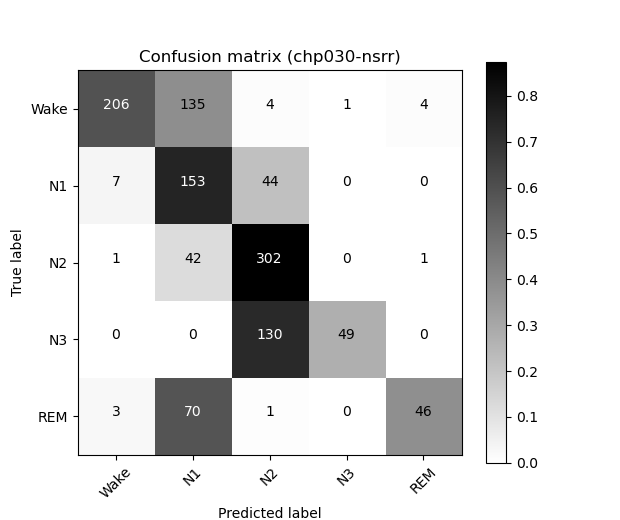 Confusion matrix (chp030-nsrr)
Wake 206 135 4 1 4
N1 7 153 44 0 0
N2 1 42 302 0 1
N3 0 0 130 49 0
REM 3 70 1 0 46
Wake N1 N2 N3 REM
True label
Predicted label
0.8
0.7
0.6
0.5
0.4
0.3
0.2
0.1
0.0